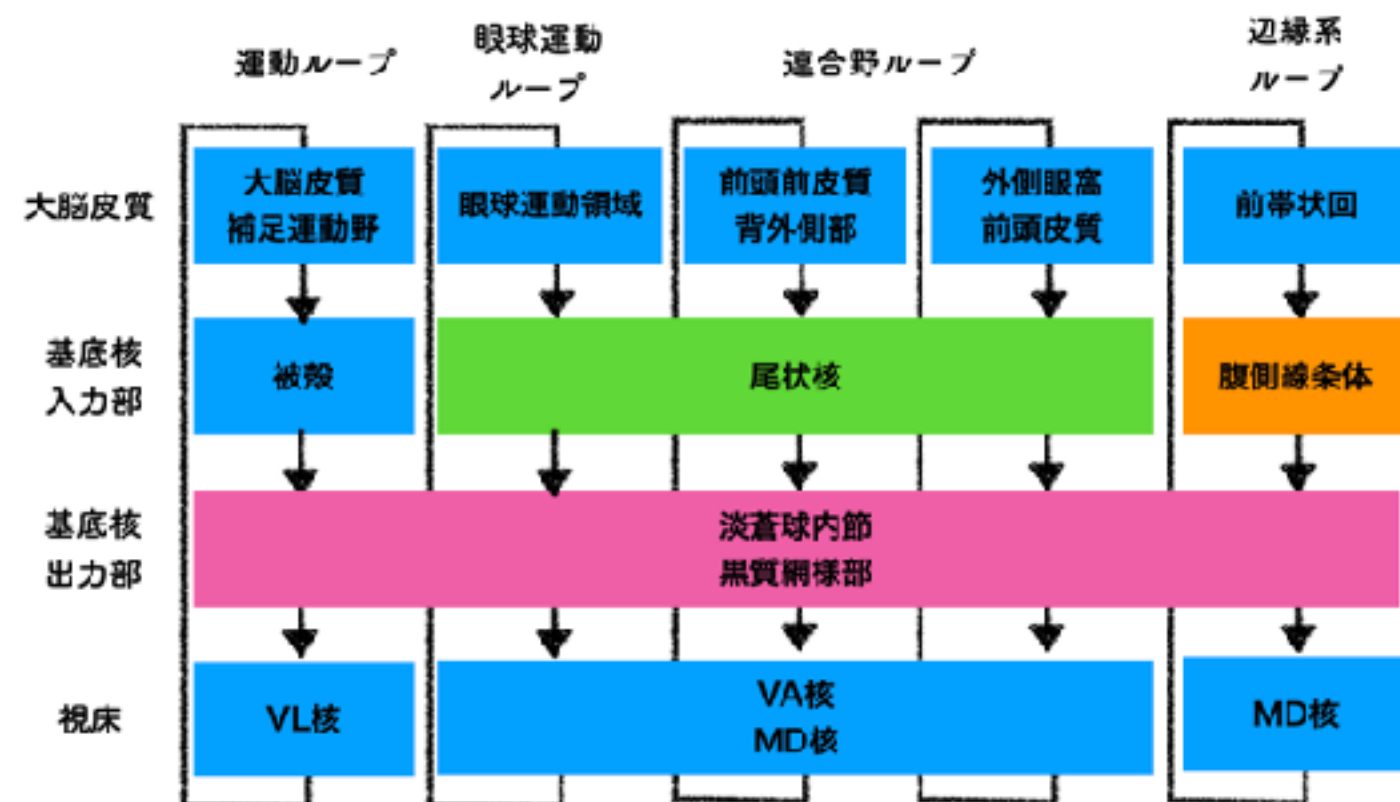 運動ループ
眼球運動
ループ
連合野ループ
辺縁系
ループ
大脳皮質
大脳皮質
補足運動野
眼球運動領域
前頭前皮質
背外側部
外側眼窩
前頭皮質
前帯状回
基底核
入力部
被殻
尾状核
腹側線条体
基底核
出力部
淡蒼球内節
黒質網様部
視床
VL核
VA核
MD核
MD核